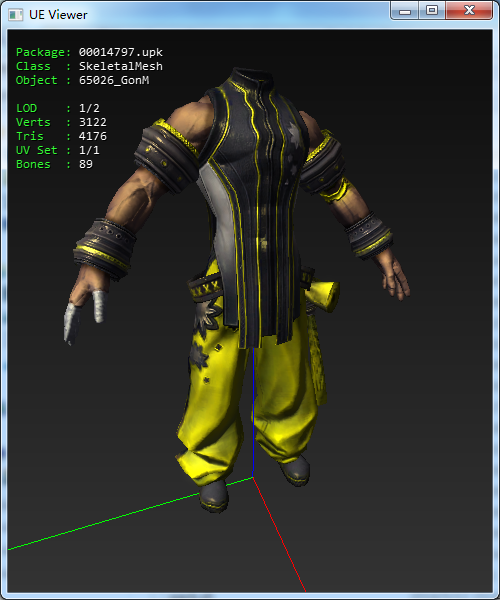 UE Viewer
Package: 00014797.upk
Class : SkeletalMesh
Object : 65026_GonM
LOD : 1/2
Verts : 3122
Tris : 4176
UV Set : 1/1
Bones : 89